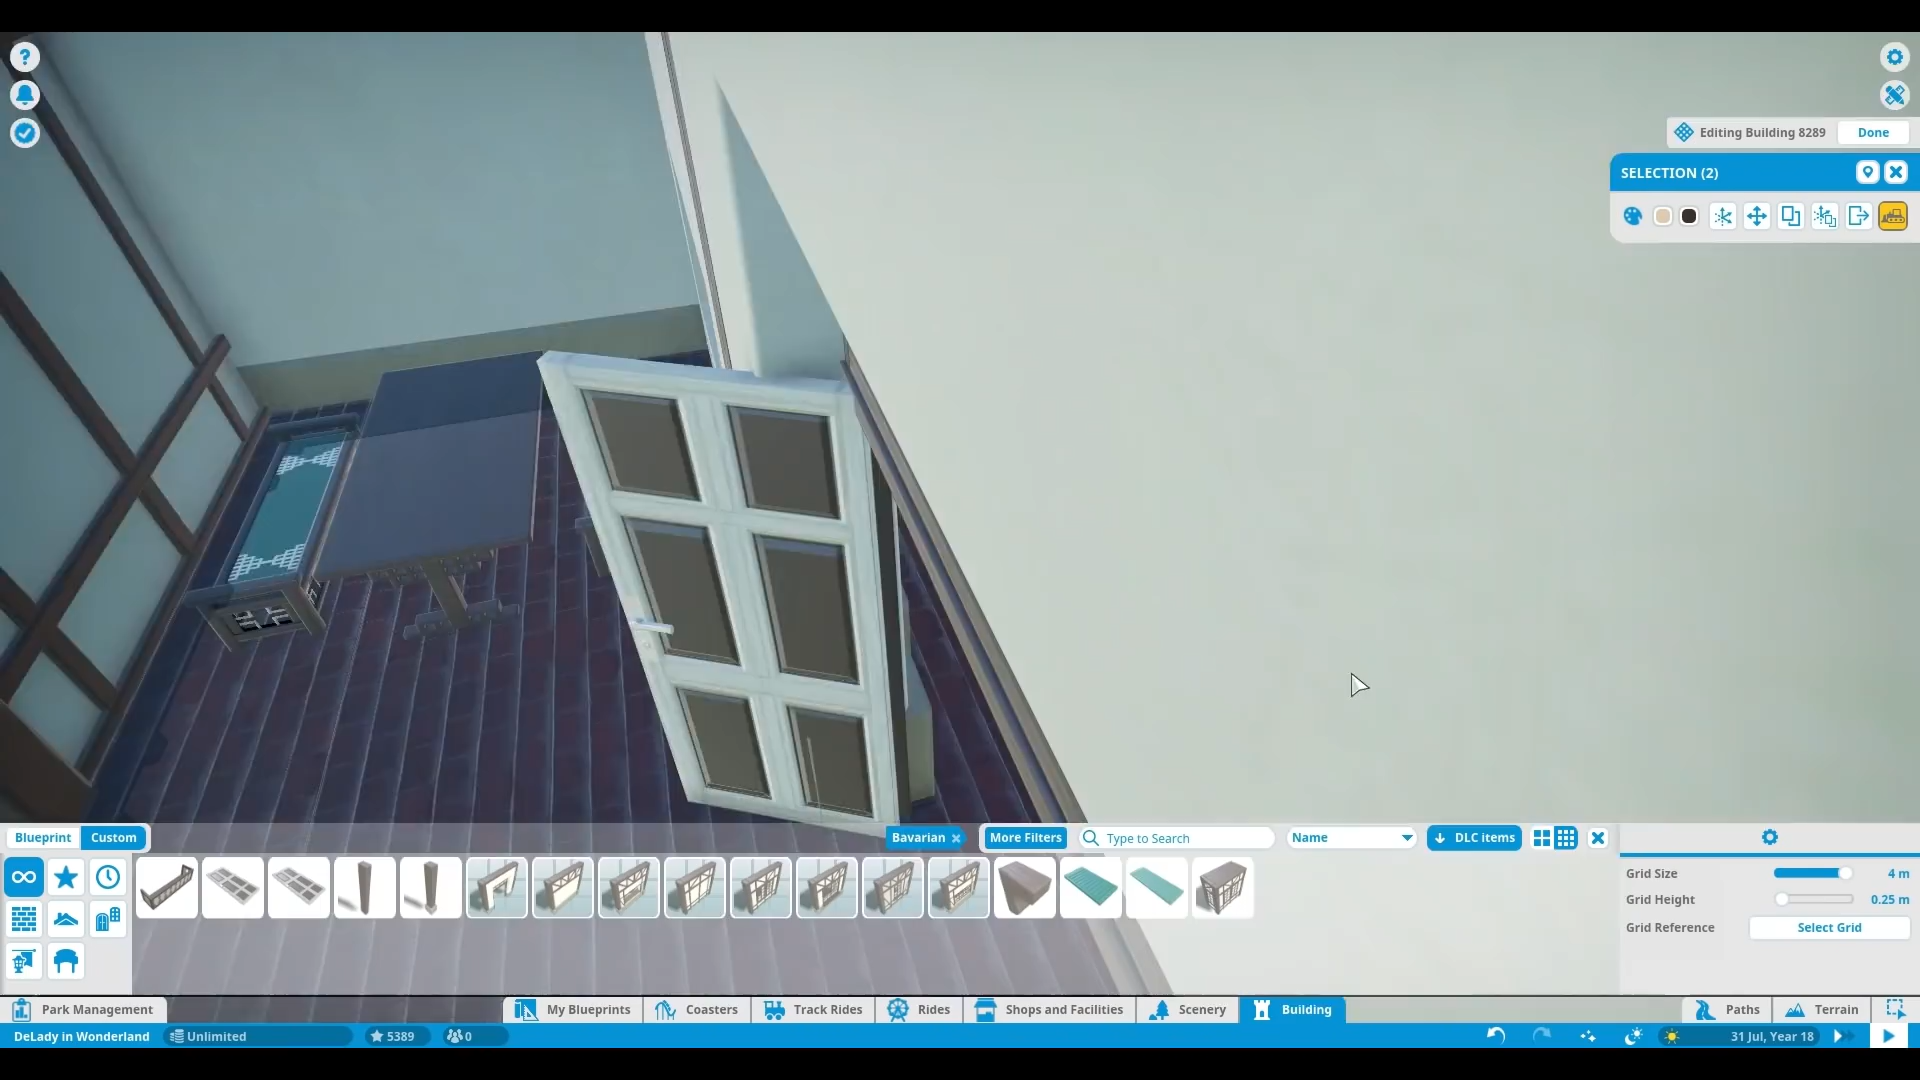 ?
Editing Building 8289
Done
SELECTION (2)
Blueprint
Custom
Bavarian
More Filters
Type to Search
Name
DLC items
Grid Size
4 m
Grid Height
0.25 m
Grid Reference
Select Grid
Park Management
My Blueprints
Coasters
Track Rides
Rides
Shops and Facilities
Scenery
Building
Paths
Terrain
DeLady in Wonderland
Unlimited
5389
0
31 Jul, Year 18